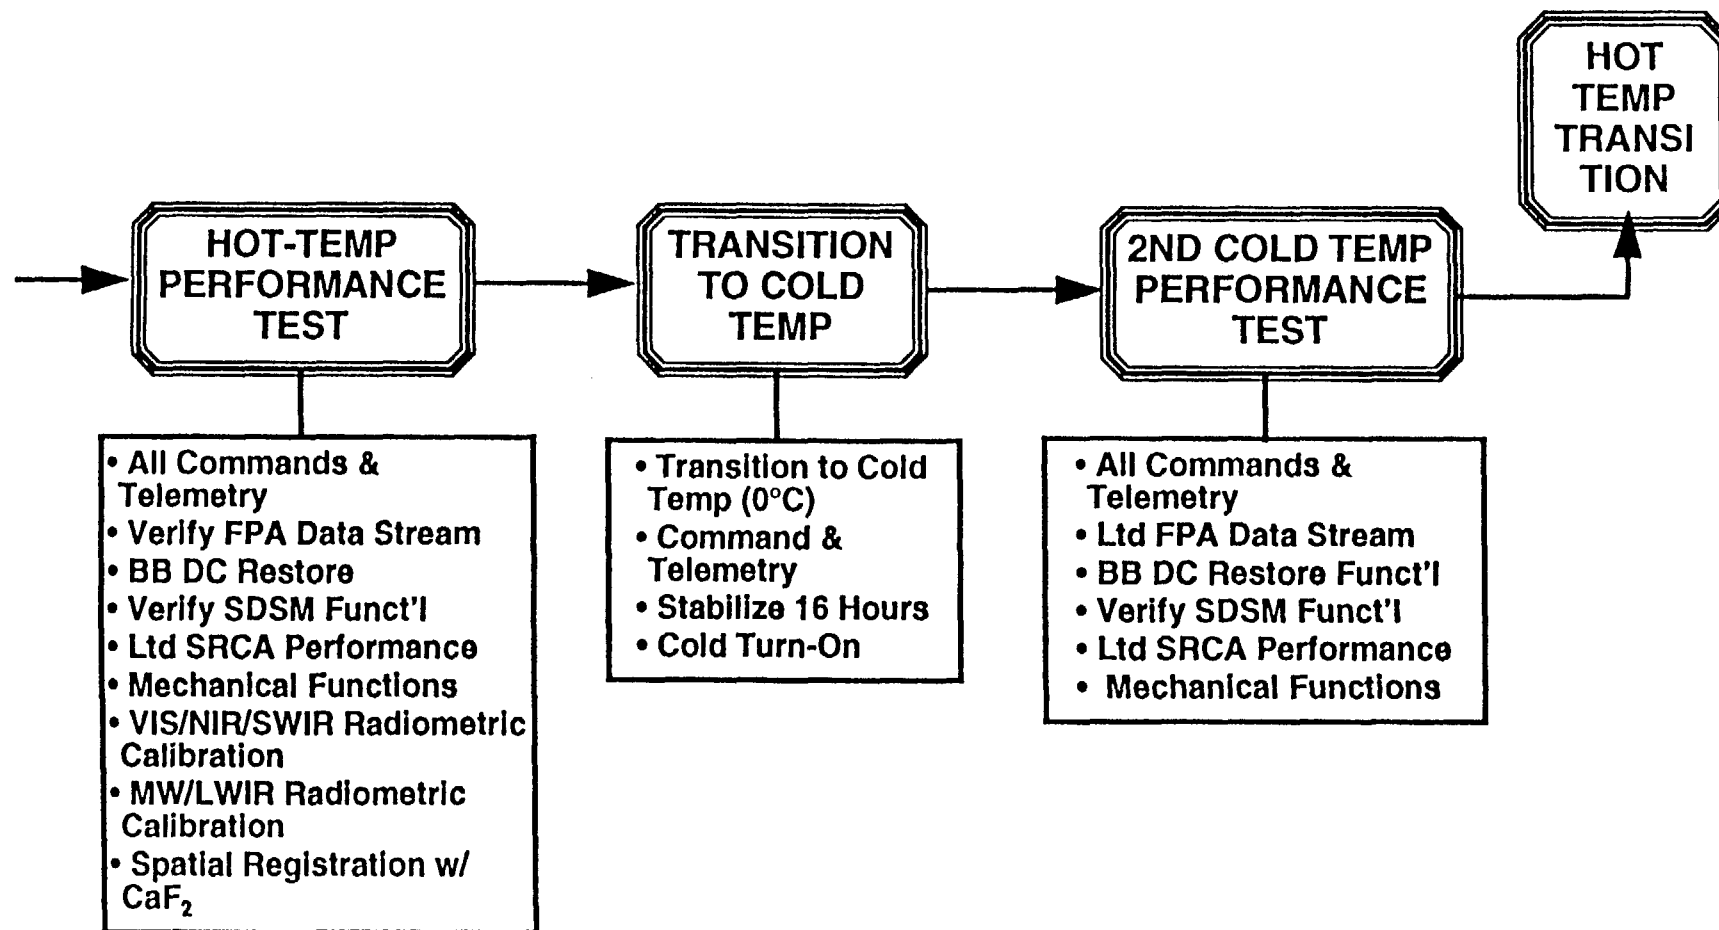 HOT
TEMP
TRANSI
TION
HOT-TEMP
PERFORMANCE
TEST
TRANSITION
TO COLD
TEMP
2ND COLD TEMP
PERFORMANCE
TEST
• All Commands &
Telemetry
• Verify FPA Data Stream
• BB DC Restore
• Verify SDSM Funct'l
• Ltd SRCA Performance
• Mechanical Functions
• VIS/NIR/SWIR Radiometric
Calibration
• MW/LWIR Radiometric
Calibration
• Spatial Registration w/
CaF₂
• Transition to Cold
Temp (0°C)
• Command &
Telemetry
• Stabilize 16 Hours
• Cold Turn-On
• All Commands &
Telemetry
• Ltd FPA Data Stream
• BB DC Restore Funct'l
• Verify SDSM Funct'l
• Ltd SRCA Performance
• Mechanical Functions